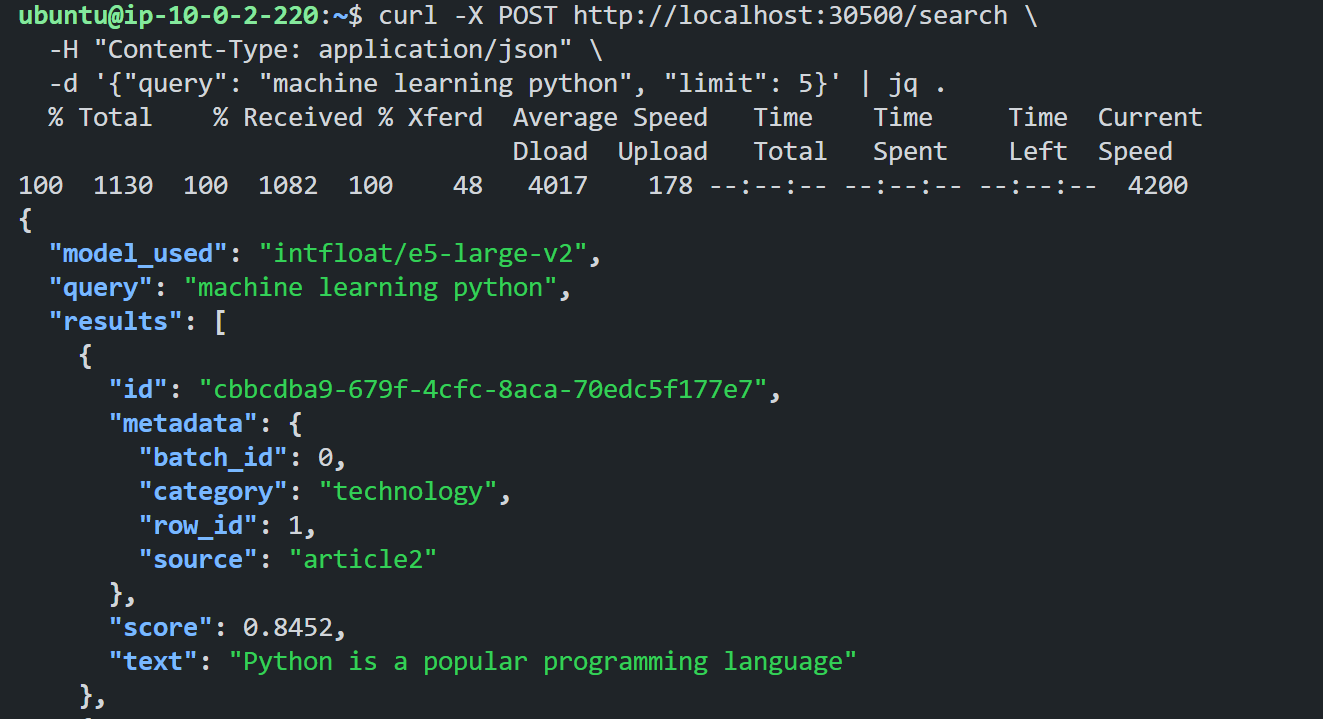 ubuntu@ip-10-0-2-220:~$ curl -X POST http://localhost:30500/search \
  -H "Content-Type: application/json" \
  -d '{"query": "machine learning python", "limit": 5}' | jq .
  % Total    % Received % Xferd  Average Speed   Time    Time     Time  Current
                                 Dload  Upload   Total   Spent    Left  Speed
100  1130  100  1082  100    48   4017    178 --:--:-- --:--:-- --:--:--  4200
{
  "model_used": "intfloat/e5-large-v2",
  "query": "machine learning python",
  "results": [
    {
      "id": "cbbcdba9-679f-4cfc-8aca-70edc5f177e7",
      "metadata": {
        "batch_id": 0,
        "category": "technology",
        "row_id": 1,
        "source": "article2"
      },
      "score": 0.8452,
      "text": "Python is a popular programming language"
    },